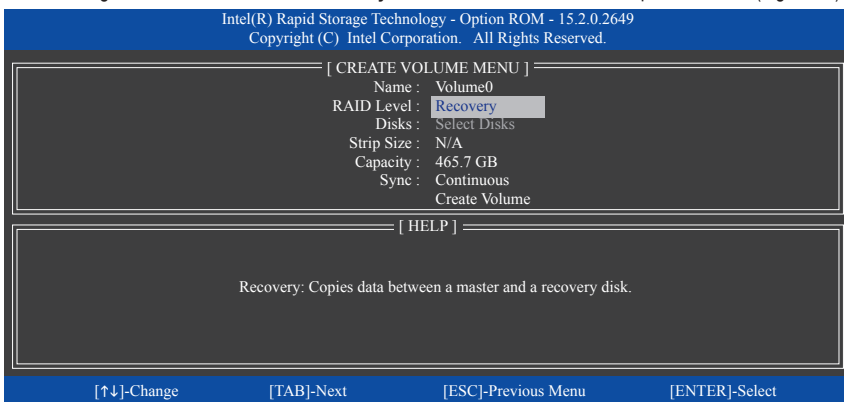 Intel(R) Rapid Storage Technology - Option ROM - 15.2.0.2649
Copyright (C) Intel Corporation. All Rights Reserved.
[ CREATE VOLUME MENU ]
Name : Volume0
RAID Level : Recovery
Disks : Select Disks
Strip Size : N/A
Capacity : 465.7 GB
Sync : Continuous
Create Volume
[ HELP ]
Recovery: Copies data between a master and a recovery disk.
[↑↓]-Change [TAB]-Next [ESC]-Previous Menu [ENTER]-Select